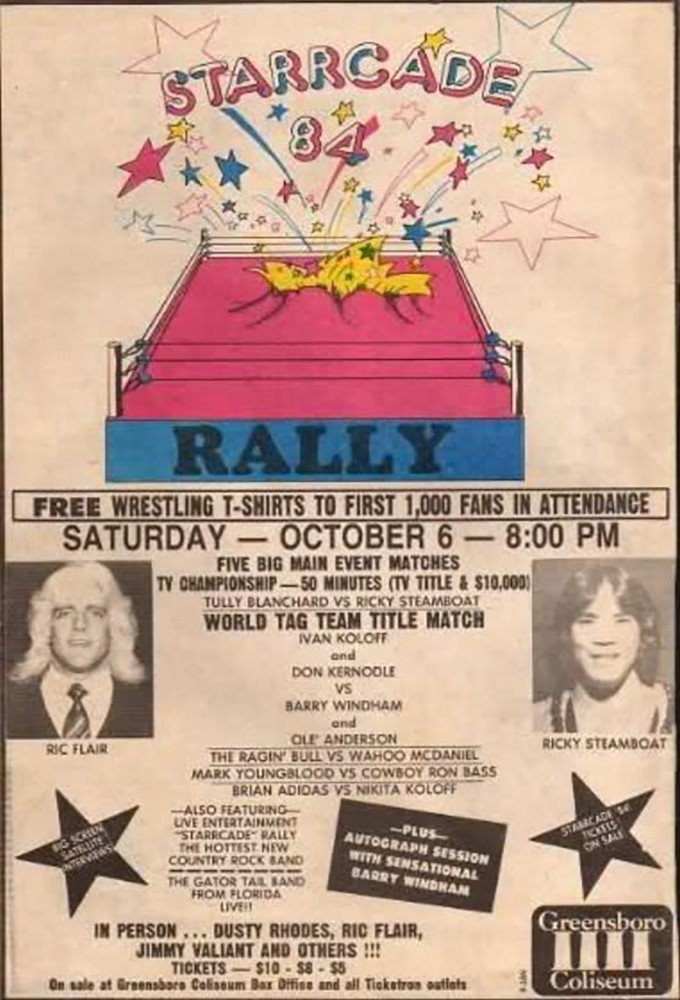 STARRCADE
84
RALLY
FREE WRESTLING T-SHIRTS TO FIRST 1,000 FANS IN ATTENDANCE
SATURDAY — OCTOBER 6 — 8:00 PM
FIVE BIG MAIN EVENT MATCHES
TV CHAMPIONSHIP — 50 MINUTES (TV TITLE & $10,000)
TULLY BLANCHARD VS RICKY STEAMBOAT
WORLD TAG TEAM TITLE MATCH
IVAN KOLOFF
and
DON KERNODLE
VS
BARRY WINDHAM
and
OLE' ANDERSON
THE RAGIN' BULL VS WAHOO MCDANIEL
MARK YOUNGBLOOD VS COWBOY RON BASS
BRIAN ADIDAS VS NIKITA KOLOFF
RIC FLAIR
RICKY STEAMBOAT
BIG SCREEN
SATELLITE
INTERVIEWS
—ALSO FEATURING—
LIVE ENTERTAINMENT
"STARRCADE" RALLY
THE HOTTEST NEW
COUNTRY ROCK BAND
THE GATOR TAIL BAND
FROM FLORIDA
LIVE!!
—PLUS—
AUTOGRAPH SESSION
WITH SENSATIONAL
BARRY WINDHAM
STARRCADE '84
TICKETS
ON SALE
IN PERSON . . . DUSTY RHODES, RIC FLAIR,
JIMMY VALIANT AND OTHERS !!!
TICKETS — $10 - $8 - $5
On sale at Greensboro Coliseum Box Office and all Ticketron outlets
Greensboro
Coliseum